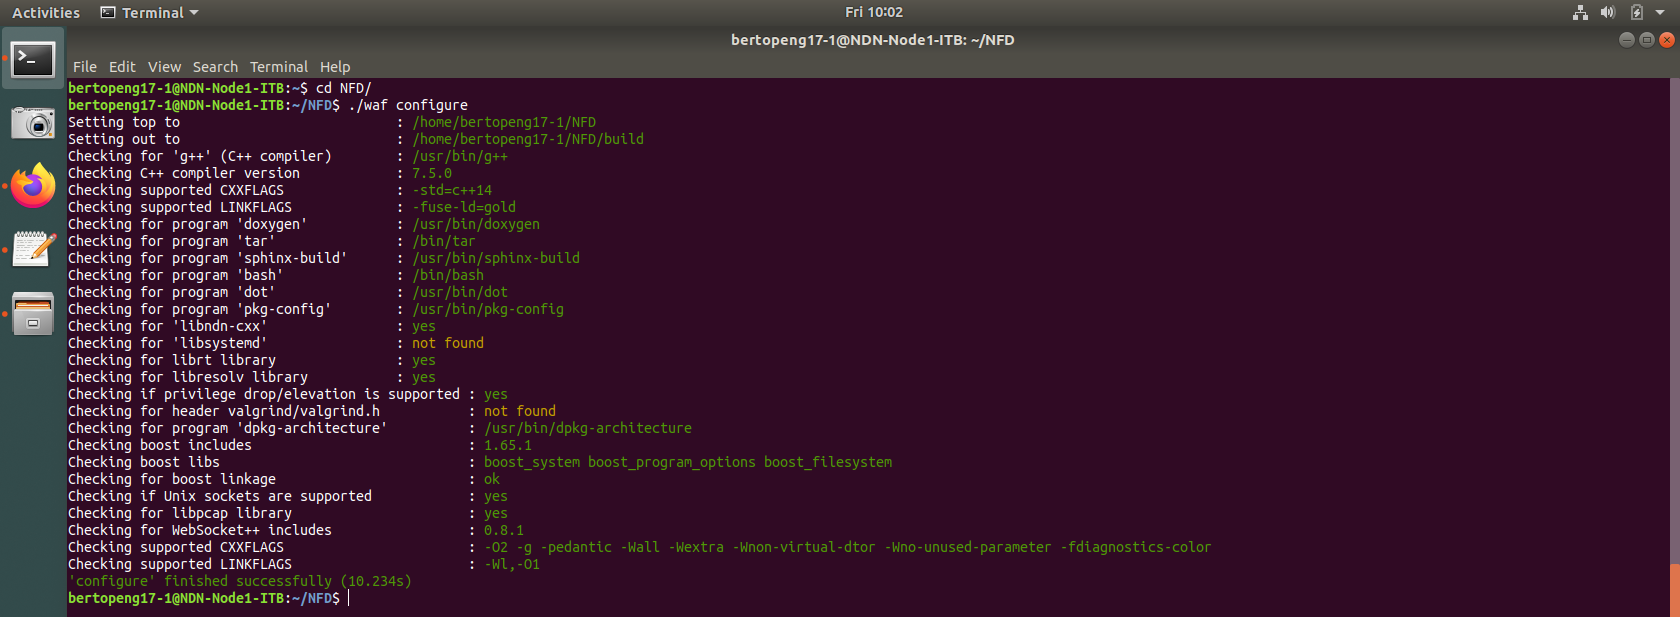 Activities Terminal Fri 10:02
bertopeng17-1@NDN-Node1-ITB: ~/NFD
File Edit View Search Terminal Help
bertopeng17-1@NDN-Node1-ITB:~$ cd NFD/
bertopeng17-1@NDN-Node1-ITB:~/NFD$ ./waf configure
Setting top to : /home/bertopeng17-1/NFD
Setting out to : /home/bertopeng17-1/NFD/build
Checking for 'g++' (C++ compiler) : /usr/bin/g++
Checking C++ compiler version : 7.5.0
Checking supported CXXFLAGS : -std=c++14
Checking supported LINKFLAGS : -fuse-ld=gold
Checking for program 'doxygen' : /usr/bin/doxygen
Checking for program 'tar' : /bin/tar
Checking for program 'sphinx-build' : /usr/bin/sphinx-build
Checking for program 'bash' : /bin/bash
Checking for program 'dot' : /usr/bin/dot
Checking for program 'pkg-config' : /usr/bin/pkg-config
Checking for 'libndn-cxx' : yes
Checking for 'libsystemd' : not found
Checking for librt library : yes
Checking for libresolv library : yes
Checking if privilege drop/elevation is supported : yes
Checking for header valgrind/valgrind.h : not found
Checking for program 'dpkg-architecture' : /usr/bin/dpkg-architecture
Checking boost includes : 1.65.1
Checking boost libs : boost_system boost_program_options boost_filesystem
Checking for boost linkage : ok
Checking if Unix sockets are supported : yes
Checking for libpcap library : yes
Checking for WebSocket++ includes : 0.8.1
Checking supported CXXFLAGS : -O2 -g -pedantic -Wall -Wextra -Wnon-virtual-dtor -Wno-unused-parameter -fdiagnostics-color
Checking supported LINKFLAGS : -Wl,-O1
'configure' finished successfully (10.234s)
bertopeng17-1@NDN-Node1-ITB:~/NFD$